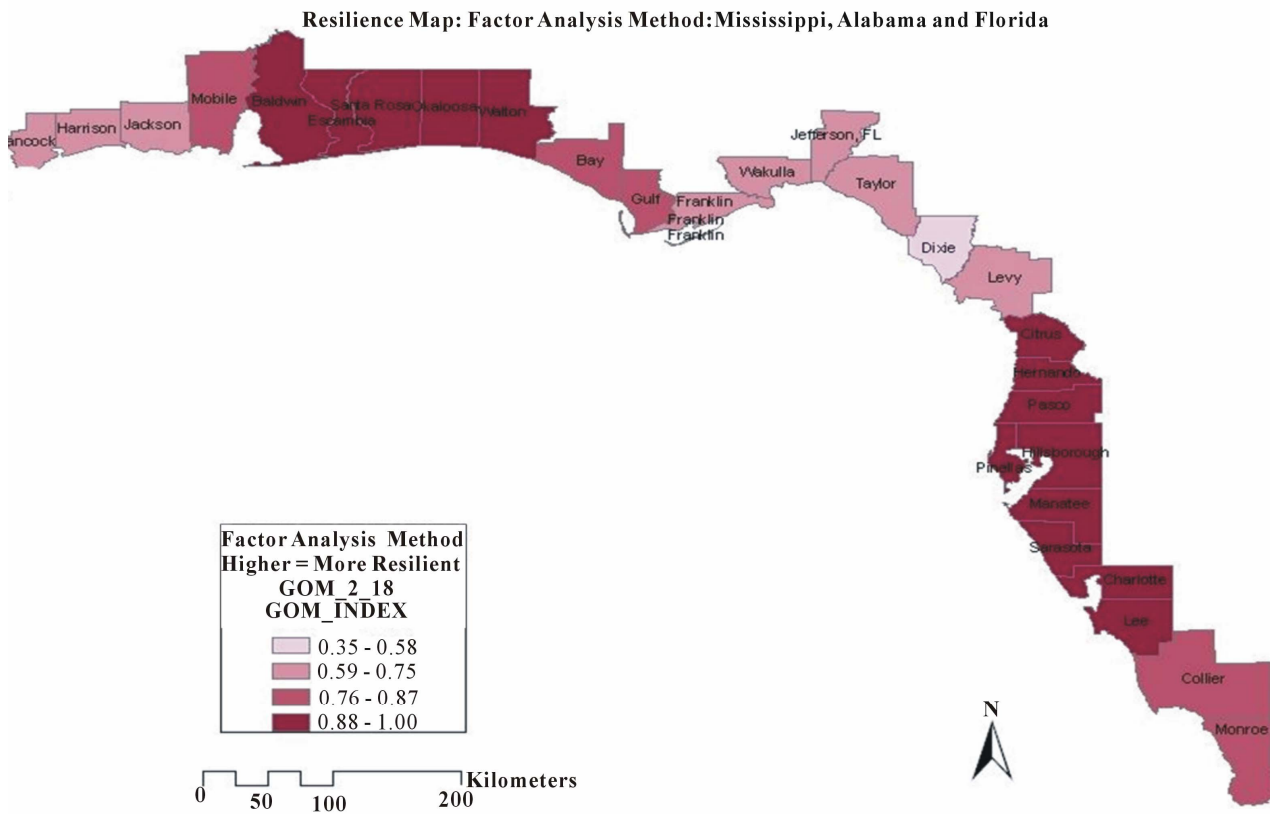 Resilience Map: Factor Analysis Method:Mississippi, Alabama and Florida
Mobile
Baldwin
Santa Rosa
Okaloosa
Walton
Escambia
ancock
Harrison
Jackson
Bay
Gulf
Franklin
Franklin
Franklin
Wakulla
Jefferson, FL
Taylor
Dixie
Levy
Citrus
Hernando
Pasco
Hillsborough
Pinellas
Manatee
Sarasota
Charlotte
Lee
Collier
Monroe
Factor Analysis Method
Higher = More Resilient
GOM_2_18
GOM_INDEX
0.35 - 0.58
0.59 - 0.75
0.76 - 0.87
0.88 - 1.00
N
Kilometers
0 50 100 200